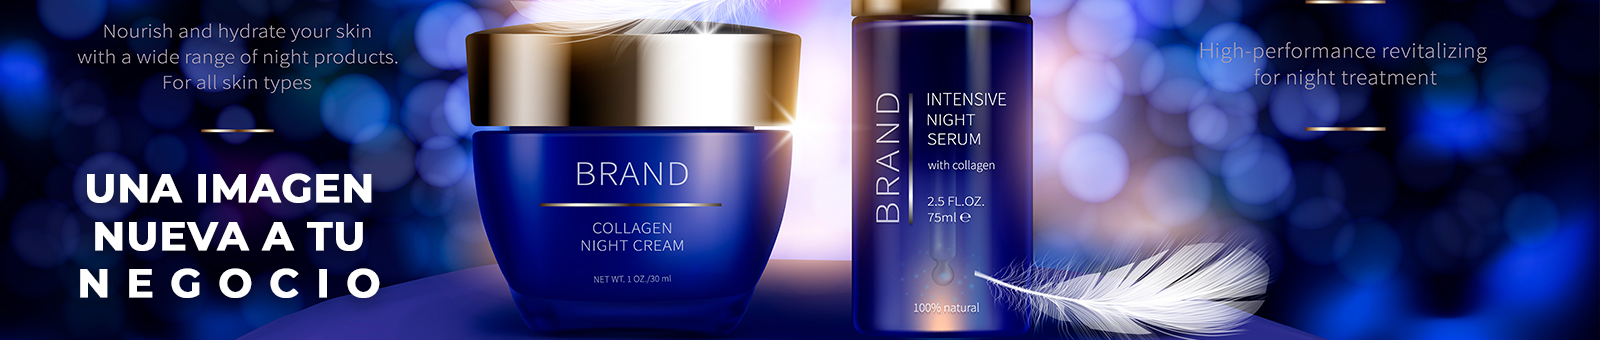 Nourish and hydrate your skin
with a wide range of night products.
For all skin types
UNA IMAGEN
NUEVA A TU
NEGOCIO
BRAND
COLLAGEN
NIGHT CREAM
NET WT. 1 OZ./30 ml
BRAND
INTENSIVE
NIGHT
SERUM
with collagen
2.5 FL.OZ.
75ml ℮
100% natural
High-performance revitalizing
for night treatment